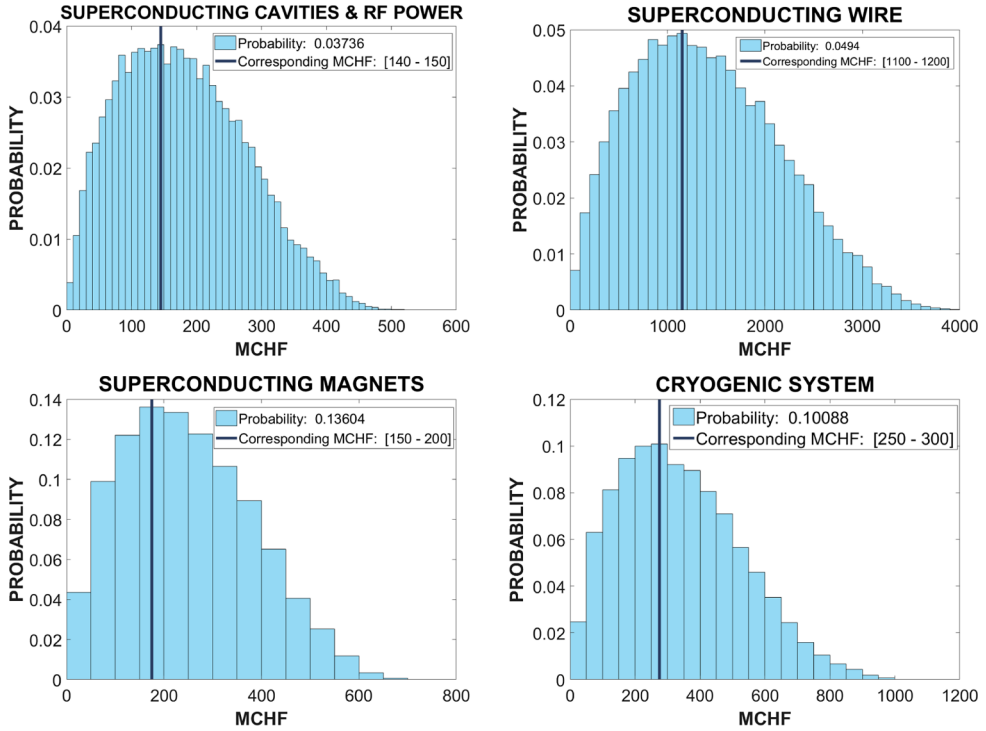 SUPERCONDUCTING CAVITIES & RF POWER
Probability: 0.03736
Corresponding MCHF: [140 - 150]
PROBABILITY
0.04
0.03
0.02
0.01
0
0 100 200 300 400 500 600
MCHF
SUPERCONDUCTING WIRE
Probability: 0.0494
Corresponding MCHF: [1100 - 1200]
PROBABILITY
0.05
0.04
0.03
0.02
0.01
0
0 1000 2000 3000 4000
MCHF
SUPERCONDUCTING MAGNETS
Probability: 0.13604
Corresponding MCHF: [150 - 200]
PROBABILITY
0.14
0.12
0.1
0.08
0.06
0.04
0.02
0
0 200 400 600 800
MCHF
CRYOGENIC SYSTEM
Probability: 0.10088
Corresponding MCHF: [250 - 300]
PROBABILITY
0.12
0.1
0.08
0.06
0.04
0.02
0
0 200 400 600 800 1000 1200
MCHF